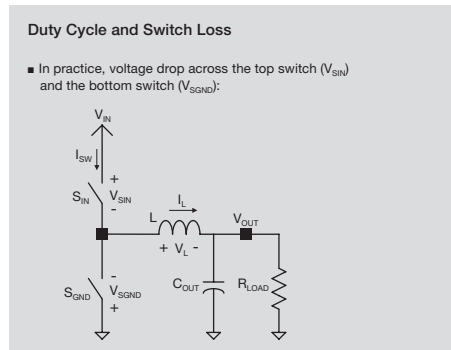 Duty Cycle and Switch Loss
■ In practice, voltage drop across the top switch (VSIN)
and the bottom switch (VSGND):
VIN
ISW
+
SIN VSIN
-
L IL
VOUT
+ VL -
-
SGND VSGND
+
COUT RLOAD